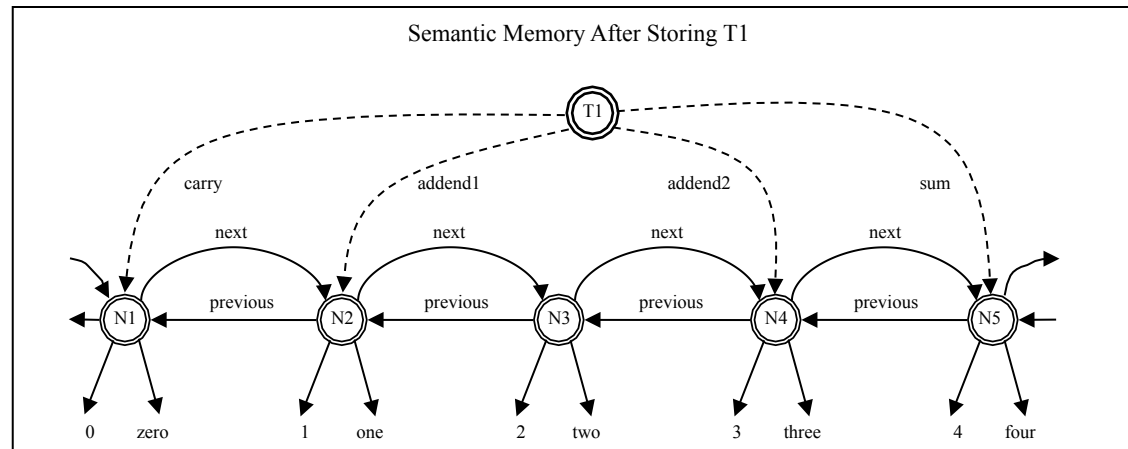 Semantic Memory After Storing T1
T1
carry addend1 addend2 sum
next next next next
previous previous previous previous
N1 N2 N3 N4 N5
0 zero 1 one 2 two 3 three 4 four